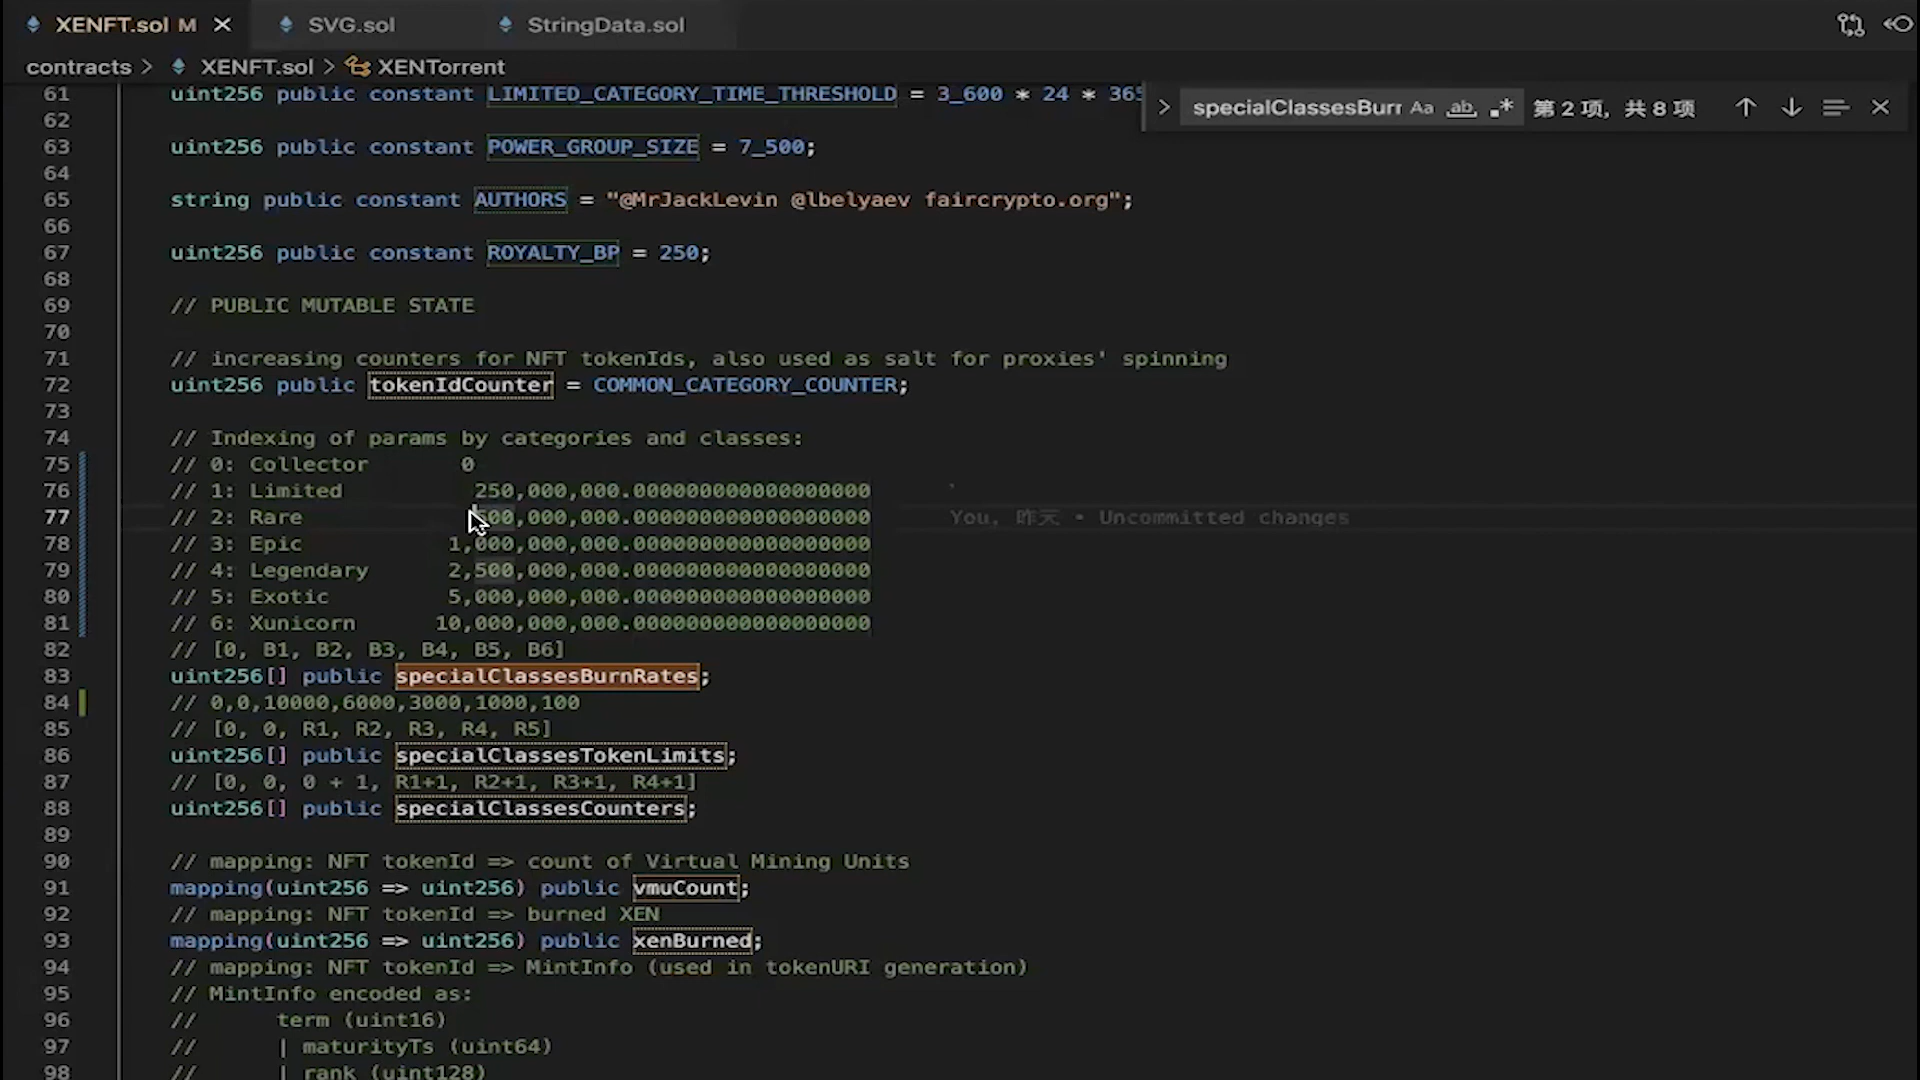 XENFT.sol M
SVG.sol
StringData.sol
contracts > XENFT.sol > XENTorrent
specialClassesBurr Aa ab .* 第 2 项, 共 8 项
61 uint256 public constant LIMITED_CATEGORY_TIME_THRESHOLD = 3_600 * 24 * 365
62
63 uint256 public constant POWER_GROUP_SIZE = 7_500;
64
65 string public constant AUTHORS = "@MrJackLevin @lbelyaev faircrypto.org";
66
67 uint256 public constant ROYALTY_BP = 250;
68
69 // PUBLIC MUTABLE STATE
70
71 // increasing counters for NFT tokenIds, also used as salt for proxies' spinning
72 uint256 public tokenIdCounter = COMMON_CATEGORY_COUNTER;
73
74 // Indexing of params by categories and classes:
75 // 0: Collector 0
76 // 1: Limited 250,000,000.000000000000000000
77 // 2: Rare 00,000,000.000000000000000000 You, 昨天 • Uncommitted changes
78 // 3: Epic 1,000,000,000.000000000000000000
79 // 4: Legendary 2,500,000,000.000000000000000000
80 // 5: Exotic 5,000,000,000.000000000000000000
81 // 6: Xunicorn 10,000,000,000.000000000000000000
82 // [0, B1, B2, B3, B4, B5, B6]
83 uint256[] public specialClassesBurnRates;
84 // 0,0,10000,6000,3000,1000,100
85 // [0, 0, R1, R2, R3, R4, R5]
86 uint256[] public specialClassesTokenLimits;
87 // [0, 0, 0 + 1, R1+1, R2+1, R3+1, R4+1]
88 uint256[] public specialClassesCounters;
89
90 // mapping: NFT tokenId => count of Virtual Mining Units
91 mapping(uint256 => uint256) public vmuCount;
92 // mapping: NFT tokenId => burned XEN
93 mapping(uint256 => uint256) public xenBurned;
94 // mapping: NFT tokenId => MintInfo (used in tokenURI generation)
95 // MintInfo encoded as:
96 // term (uint16)
97 // | maturityTs (uint64)
98 // | rank (uint128)